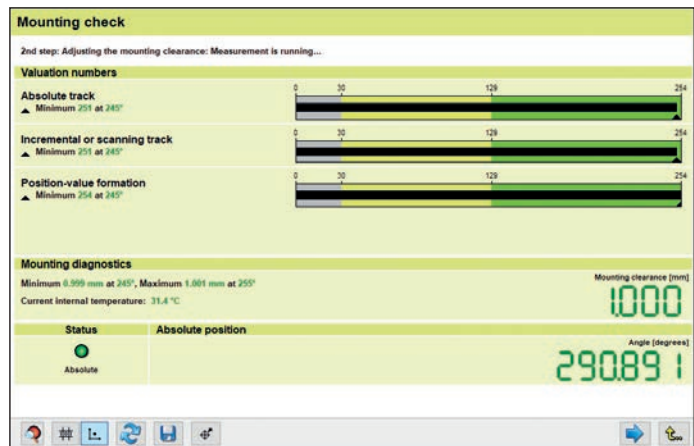 Mounting check
2nd step: Adjusting the mounting clearance: Measurement is running...
Valuation numbers
Absolute track
Minimum 251 at 245°
0 30 129 254
Incremental or scanning track
Minimum 251 at 245°
0 30 129 254
Position-value formation
Minimum 254 at 245°
0 30 129 254
Mounting diagnostics
Minimum 0.999 mm at 245°, Maximum 1.001 mm at 255°
Mounting clearance [mm]
Current internal temperature: 31.4 °C
1.000
Status Absolute position
Angle [degrees]
Absolute
290.891